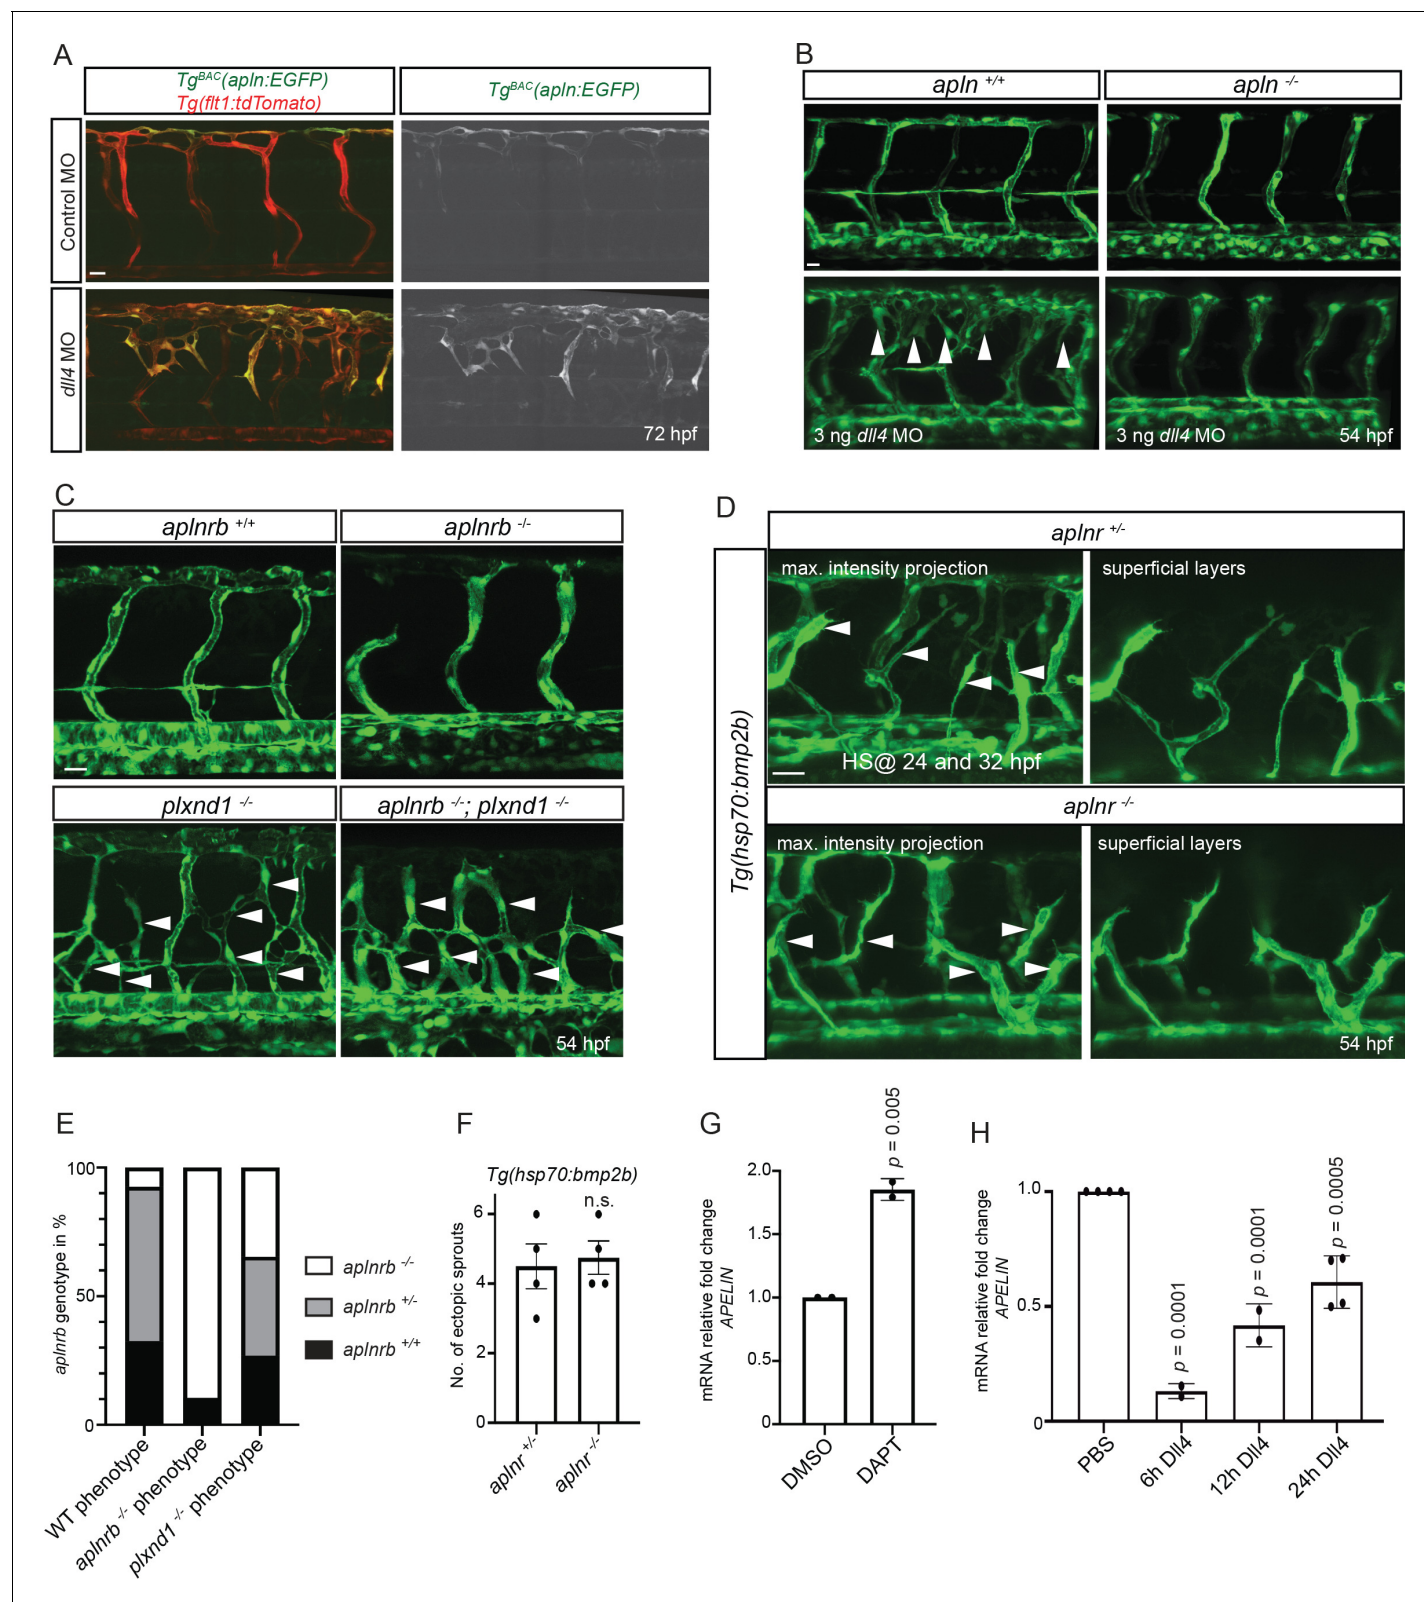 A
Tg^BAC(apln:EGFP)
Tg(flt1:tdTomato)
Tg^BAC(apln:EGFP)
Control MO
dll4 MO
72 hpf
B
apln +/+
apln -/-
3 ng dll4 MO
3 ng dll4 MO
54 hpf
C
aplnrb +/+
aplnrb -/-
plxnd1 -/-
aplnrb -/-; plxnd1 -/-
54 hpf
D
aplnr +/-
Tg(hsp70:bmp2b)
max. intensity projection
superficial layers
HS@ 24 and 32 hpf
aplnr -/-
max. intensity projection
superficial layers
54 hpf
E
aplnrb genotype in %
100
50
0
WT phenotype
aplnrb -/- phenotype
plxnd1 -/- phenotype
aplnrb -/-
aplnrb +/-
aplnrb +/+
F
Tg(hsp70:bmp2b)
n.s.
No. of ectopic sprouts
6
4
2
0
aplnr +/-
aplnr -/-
G
p = 0.005
mRNA relative fold change
APELIN
2.0
1.5
1.0
0.5
0
DMSO
DAPT
H
p = 0.0001
p = 0.0001
p = 0.0005
mRNA relative fold change
APELIN
1.0
0.5
0
PBS
6h Dll4
12h Dll4
24h Dll4